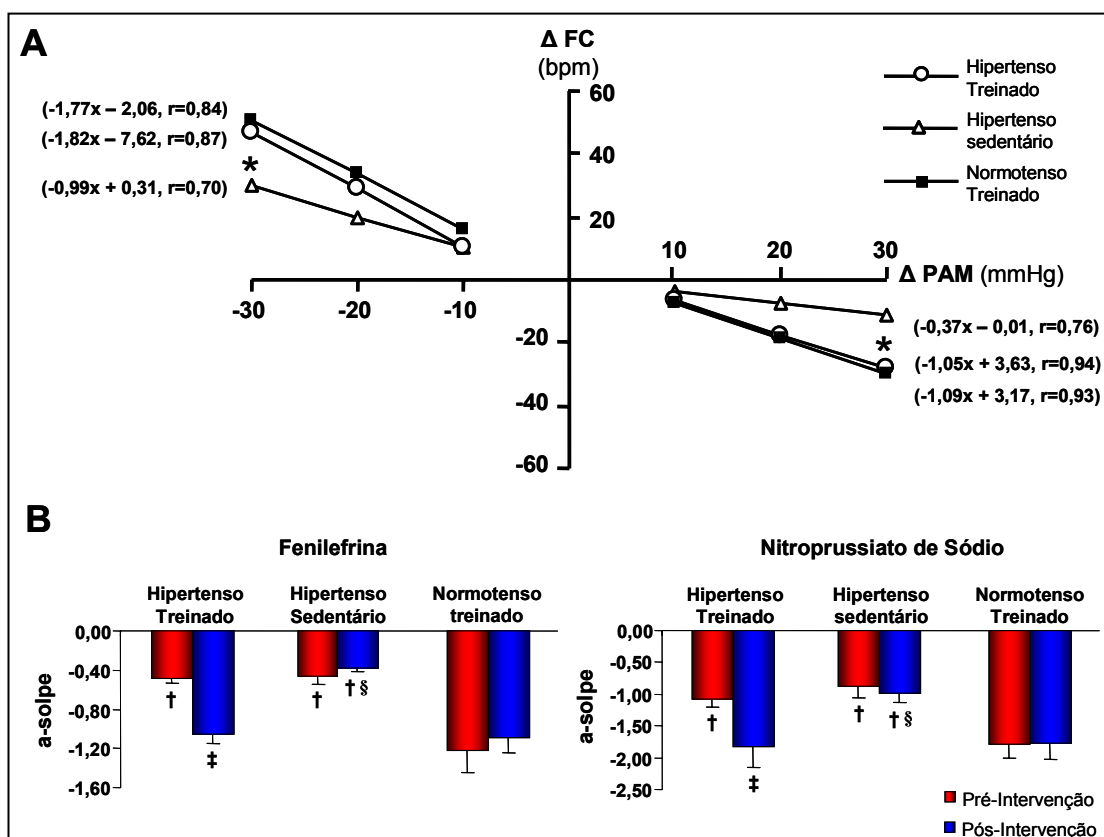 A
Δ FC
(bpm)
Hipertenso
Treinado
Hipertenso
sedentário
Normotenso
Treinado
(-1,77x – 2,06, r=0,84)
(-1,82x – 7,62, r=0,87)
*
(-0,99x + 0,31, r=0,70)
60
40
20
10 20 30
Δ PAM (mmHg)
-30 -20 -10
-20
-40
-60
(-0,37x – 0,01, r=0,76)
*
(-1,05x + 3,63, r=0,94)
(-1,09x + 3,17, r=0,93)
B
Fenilefrina
Hipertenso Hipertenso Normotenso
Treinado Sedentário treinado
0,00
-0,40
-0,80
-1,20
-1,60
a-solpe
† ‡ † † §
Nitroprussiato de Sódio
Hipertenso Hipertenso Normotenso
Treinado sedentário Treinado
0,00
-0,50
-1,00
-1,50
-2,00
-2,50
a-solpe
† ‡ † † §
Pré-Intervenção
Pós-Intervenção